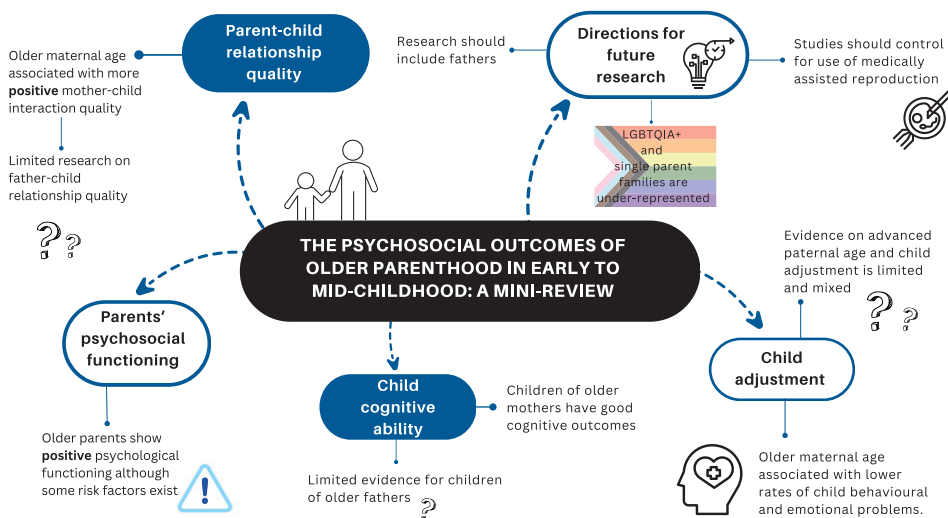 Parent-child
relationship
quality
Older maternal age
associated with more
positive mother-child
interaction quality
Limited research on
father-child
relationship quality
??
Research should
include fathers
Directions for
future
research
Studies should control
for use of medically
assisted reproduction
LGBTQIA+
and
single parent
families are
under-represented
THE PSYCHOSOCIAL OUTCOMES OF
OLDER PARENTHOOD IN EARLY TO
MID-CHILDHOOD: A MINI-REVIEW
Evidence on advanced
paternal age and child
adjustment is limited
and mixed
??
Parents’
psychosocial
functioning
Older parents show
positive psychological
functioning although
some risk factors exist
!
Child
cognitive
ability
Children of older
mothers have good
cognitive outcomes
Limited evidence for children
of older fathers
?
Child
adjustment
Older maternal age
associated with lower
rates of child behavioural
and emotional problems.